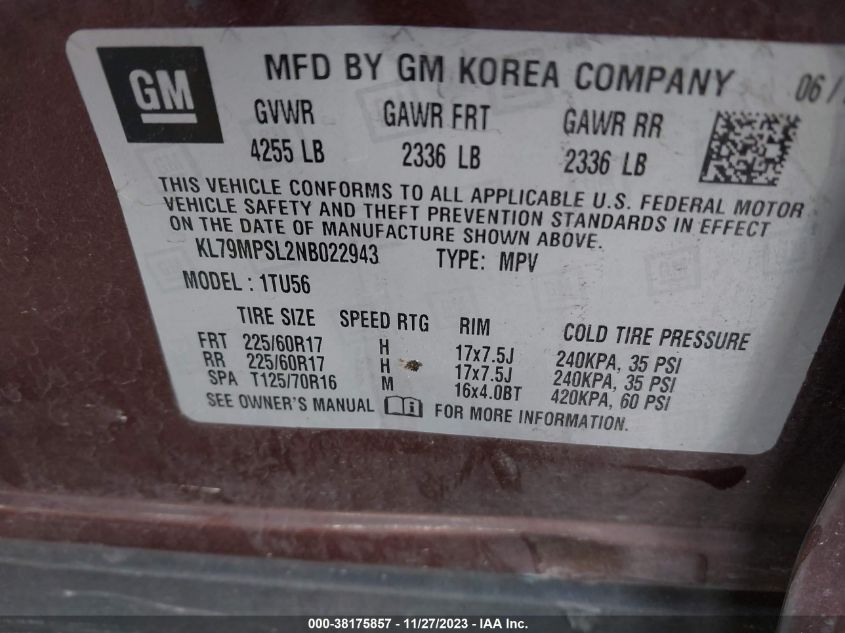 GM
MFD BY GM KOREA COMPANY 06/
GVWR GAWR FRT GAWR RR
4255 LB 2336 LB 2336 LB
THIS VEHICLE CONFORMS TO ALL APPLICABLE U.S. FEDERAL MOTOR
VEHICLE SAFETY AND THEFT PREVENTION STANDARDS IN EFFECT
ON THE DATE OF MANUFACTURE SHOWN ABOVE.
KL79MPSL2NB022943 TYPE: MPV
MODEL : 1TU56
TIRE SIZE SPEED RTG RIM COLD TIRE PRESSURE
FRT 225/60R17 H 17x7.5J 240KPA, 35 PSI
RR 225/60R17 H 17x7.5J 240KPA, 35 PSI
SPA T125/70R16 M 16x4.0BT 420KPA, 60 PSI
SEE OWNER'S MANUAL FOR MORE INFORMATION.
000-38175857 - 11/27/2023 - IAA Inc.